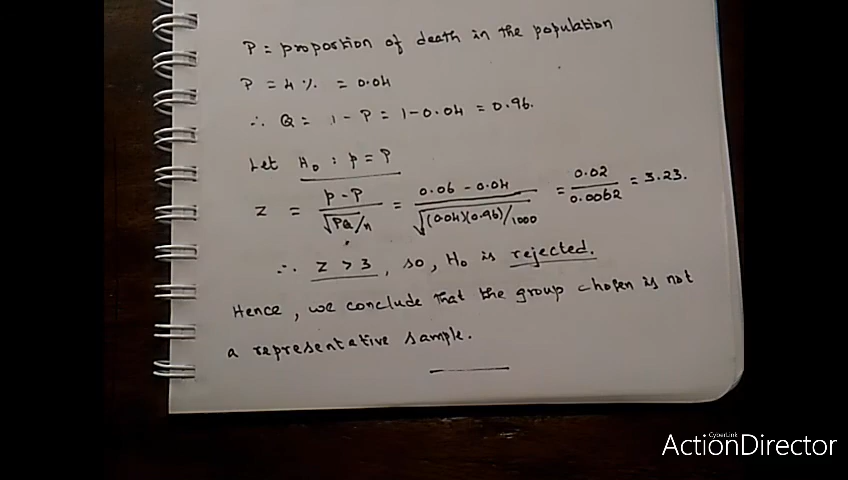 P = proportion of death in the population
P = 4% = 0.04
∴ Q = 1 - P = 1 - 0.04 = 0.96.
Let H₀ : p = P
z = p - P / √PQ/n = 0.06 - 0.04 / √(0.04)(0.96)/1000 = 0.02 / 0.0062 = 3.23.
∴ z > 3, so, H₀ is rejected.
Hence, we conclude that the group chosen is not
a representative sample.
CyberLink
ActionDirector